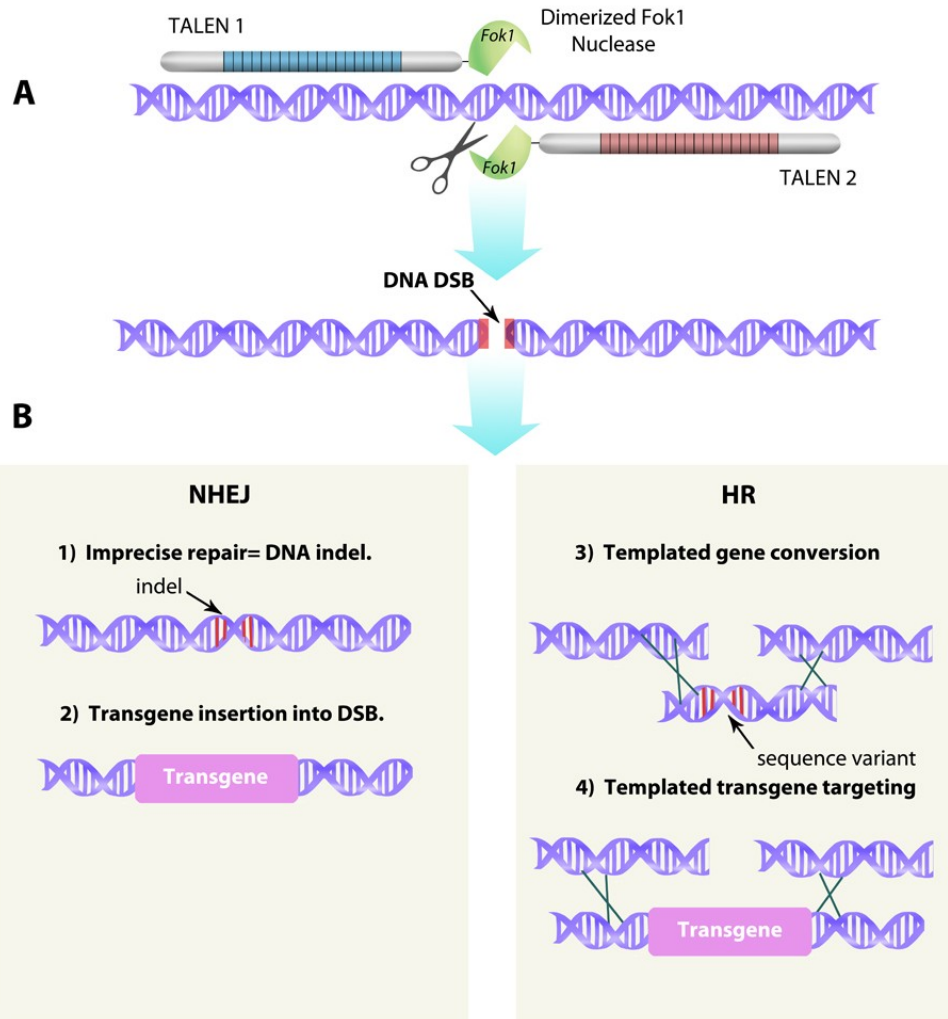 TALEN 1
Fok1
Dimerized Fok1
Nuclease
A
Fok1
TALEN 2
DNA DSB
B
NHEJ
1) Imprecise repair= DNA indel.
indel
2) Transgene insertion into DSB.
Transgene
HR
3) Templated gene conversion
sequence variant
4) Templated transgene targeting
Transgene